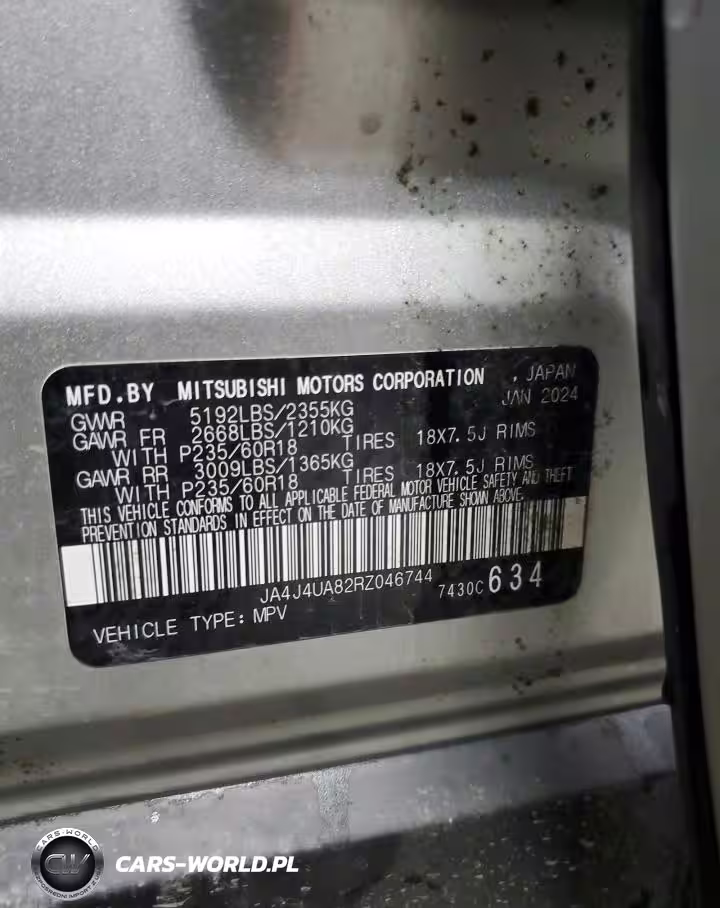 MFD.BY MITSUBISHI MOTORS CORPORATION , JAPAN
JAN 2024
GVWR 5192LBS/2355KG
GAWR FR 2668LBS/1210KG
WITH P235/60R18 TIRES 18X7.5J RIMS
GAWR RR 3009LBS/1365KG
WITH P235/60R18 TIRES 18X7.5J RIMS
THIS VEHICLE CONFORMS TO ALL APPLICABLE FEDERAL MOTOR VEHICLE SAFETY AND THEFT
PREVENTION STANDARDS IN EFFECT ON THE DATE OF MANUFACTURE SHOWN ABOVE.
JA4J4UA82RZ046744
7430C 634
VEHICLE TYPE: MPV
CARS-WORLD
CW
CARS-WORLD.PL